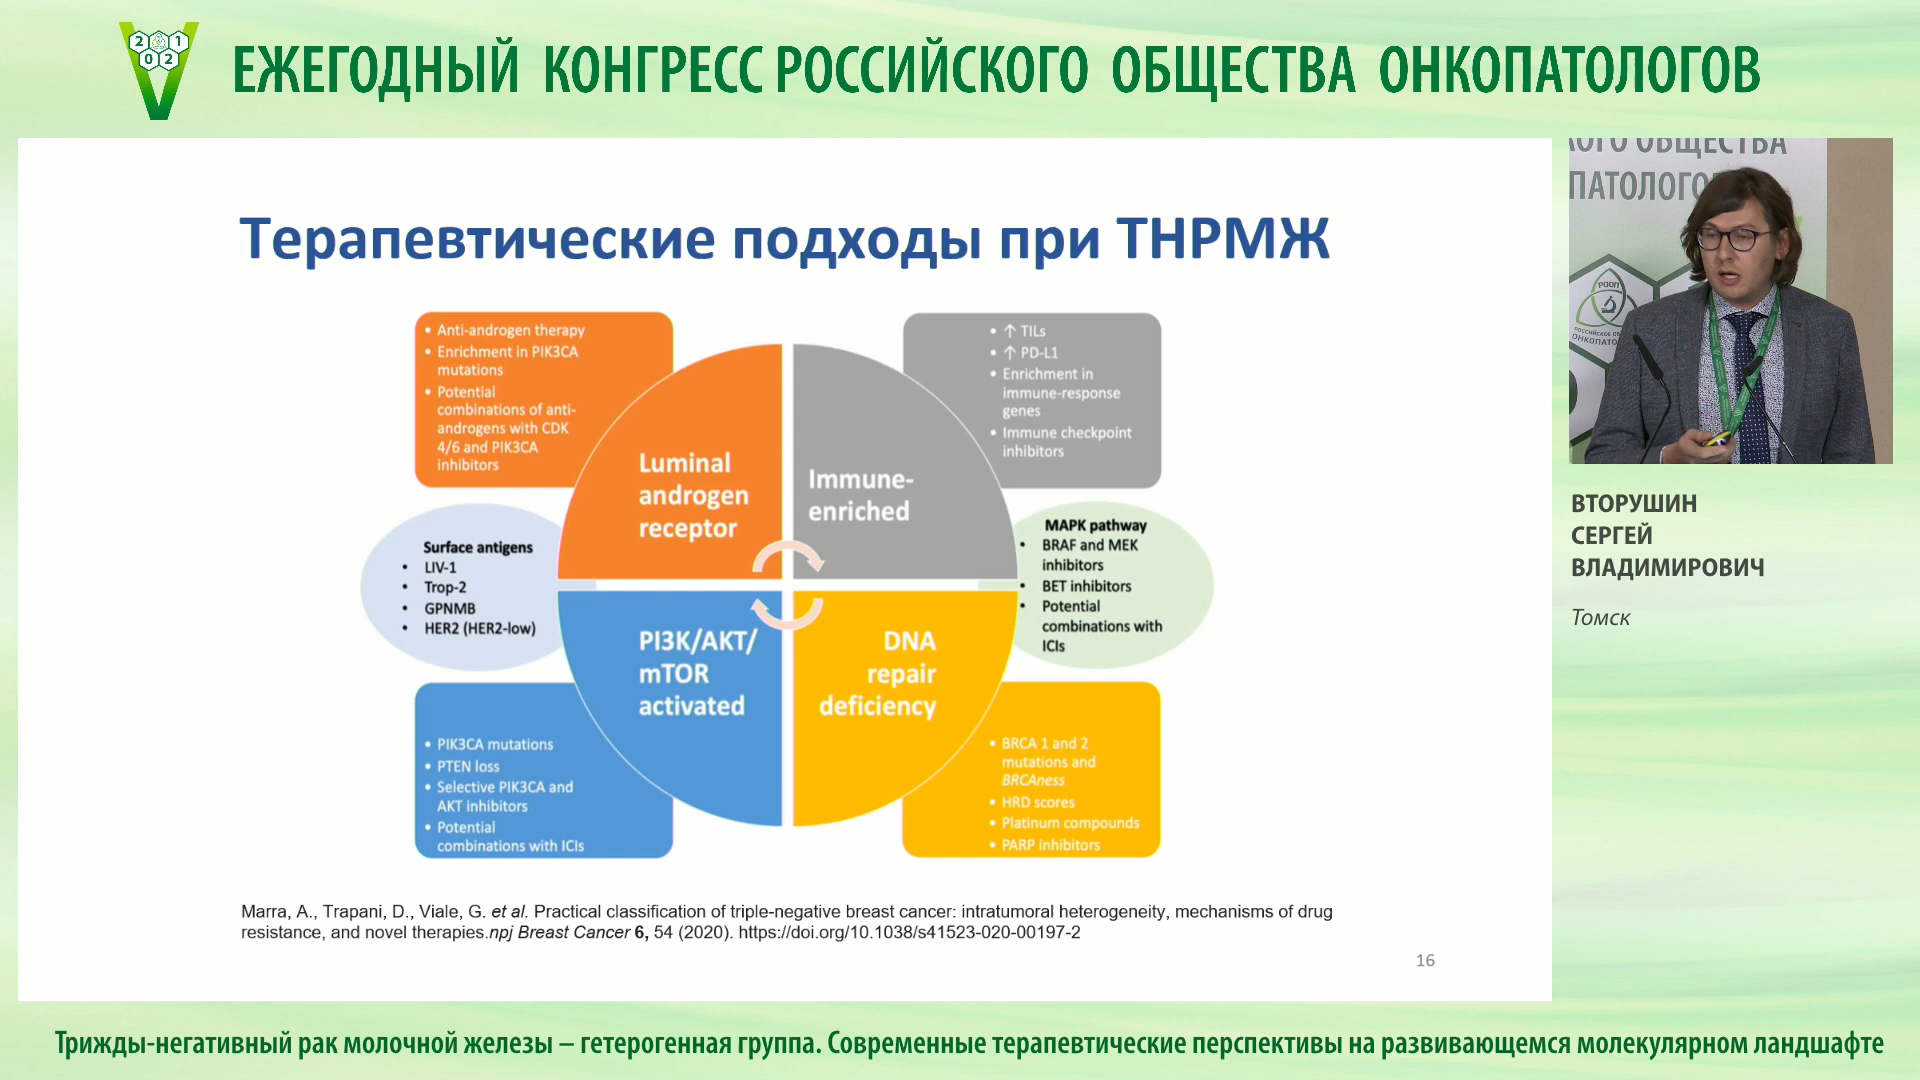 2 1
0 2
ЕЖЕГОДНЫЙ КОНГРЕСС РОССИЙСКОГО ОБЩЕСТВА ОНКОПАТОЛОГОВ
Терапевтические подходы при ТНРМЖ
• Anti-androgen therapy
• Enrichment in PIK3CA
mutations
• Potential
combinations of anti-
androgens with CDK
4/6 and PIK3CA
inhibitors
Luminal
androgen
receptor
Immune-
enriched
• ↑ TILs
• ↑ PD-L1
• Enrichment in
immune-response
genes
• Immune checkpoint
inhibitors
Surface antigens
• LIV-1
• Trop-2
• GPNMB
• HER2 (HER2-low)
MAPK pathway
• BRAF and MEK
inhibitors
• BET inhibitors
• Potential
combinations with
ICIs
PI3K/AKT/
mTOR
activated
DNA
repair
deficiency
• PIK3CA mutations
• PTEN loss
• Selective PIK3CA and
AKT inhibitors
• Potential
combinations with ICIs
• BRCA 1 and 2
mutations and
BRCAness
• HRD scores
• Platinum compounds
• PARP inhibitors
Marra, A., Trapani, D., Viale, G. et al. Practical classification of triple-negative breast cancer: intratumoral heterogeneity, mechanisms of drug
resistance, and novel therapies.npj Breast Cancer 6, 54 (2020). https://doi.org/10.1038/s41523-020-00197-2
16
ОБЩЕСТВА
РООП
ВТОРУШИН
СЕРГЕЙ
ВЛАДИМИРОВИЧ
Томск
Трижды-негативный рак молочной железы – гетерогенная группа. Современные терапевтические перспективы на развивающемся молекулярном ландшафте